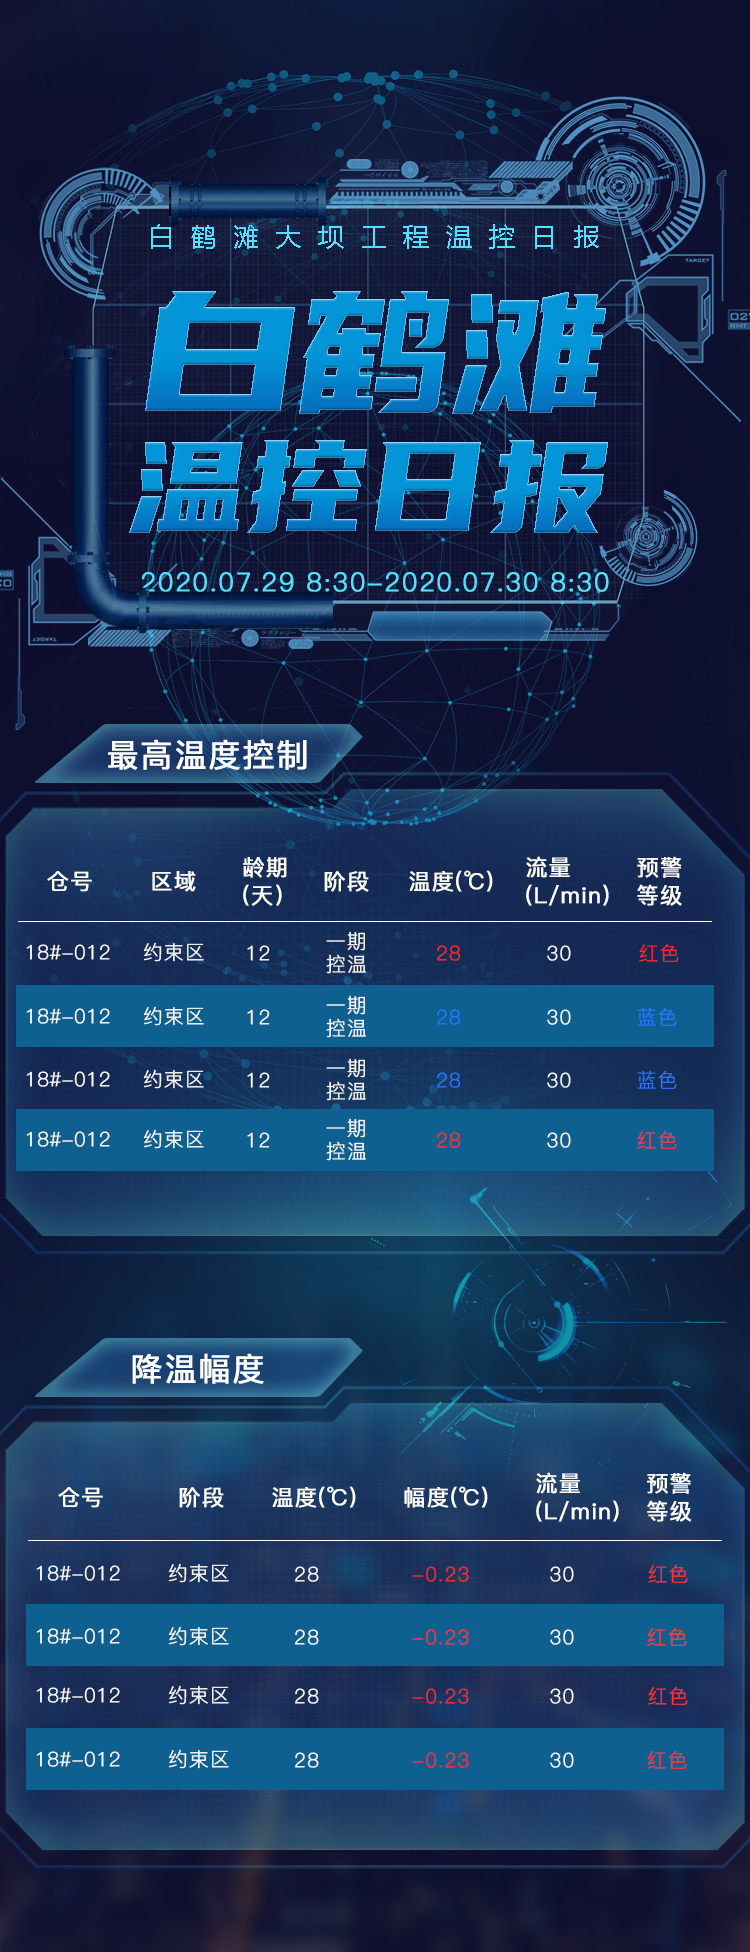 白鹤滩大坝工程温控日报
白鹤滩
温控日报
2020.07.29 8:30-2020.07.30 8:30
TARGET
TARGET
最高温度控制
仓号 区域 龄期(天) 阶段 温度(℃) 流量(L/min) 预警等级
18#-012 约束区 12 一期控温 28 30 红色
18#-012 约束区 12 一期控温 28 30 蓝色
18#-012 约束区 12 一期控温 28 30 蓝色
18#-012 约束区 12 一期控温 28 30 红色
降温幅度
仓号 阶段 温度(℃) 幅度(℃) 流量(L/min) 预警等级
18#-012 约束区 28 -0.23 30 红色
18#-012 约束区 28 -0.23 30 红色
18#-012 约束区 28 -0.23 30 红色
18#-012 约束区 28 -0.23 30 红色